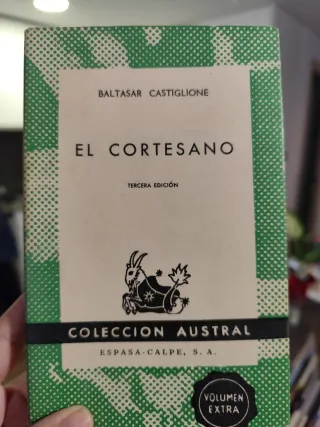 BALTASAR CASTIGLIONE
EL CORTESANO
TERCERA EDICIÓN
COLECCION AUSTRAL
ESPASA-CALPE, S. A.
VOLUMEN
EXTRA